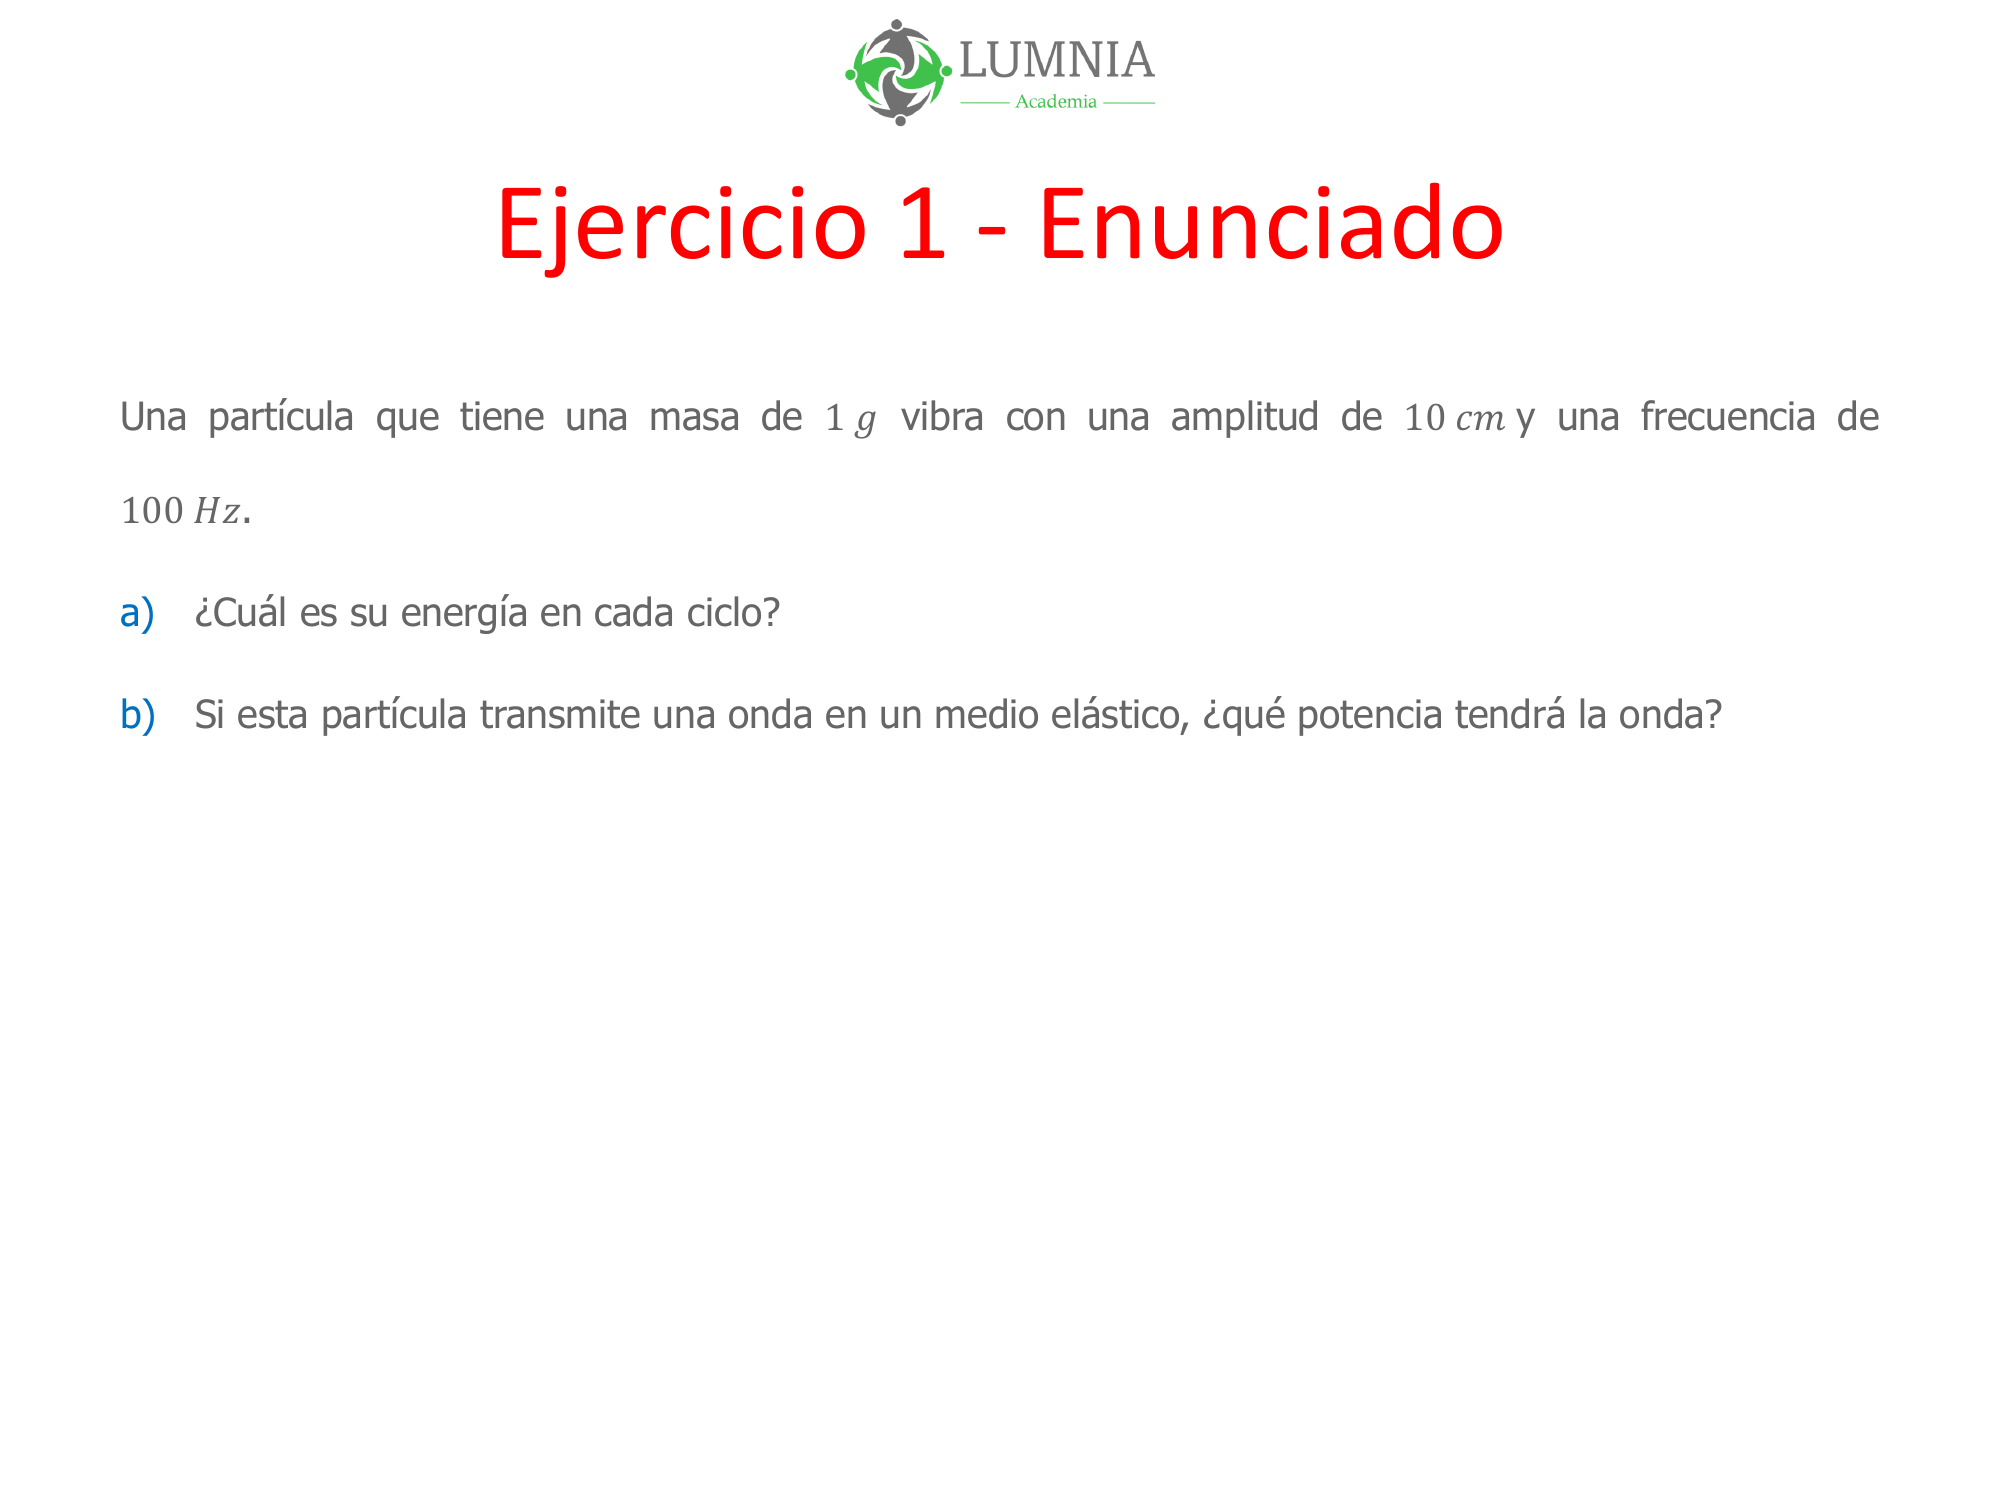 LUMNIA
Academia
Ejercicio 1 - Enunciado
Una partícula que tiene una masa de 1 g vibra con una amplitud de 10 cm y una frecuencia de
100 Hz.
a) ¿Cuál es su energía en cada ciclo?
b) Si esta partícula transmite una onda en un medio elástico, ¿qué potencia tendrá la onda?